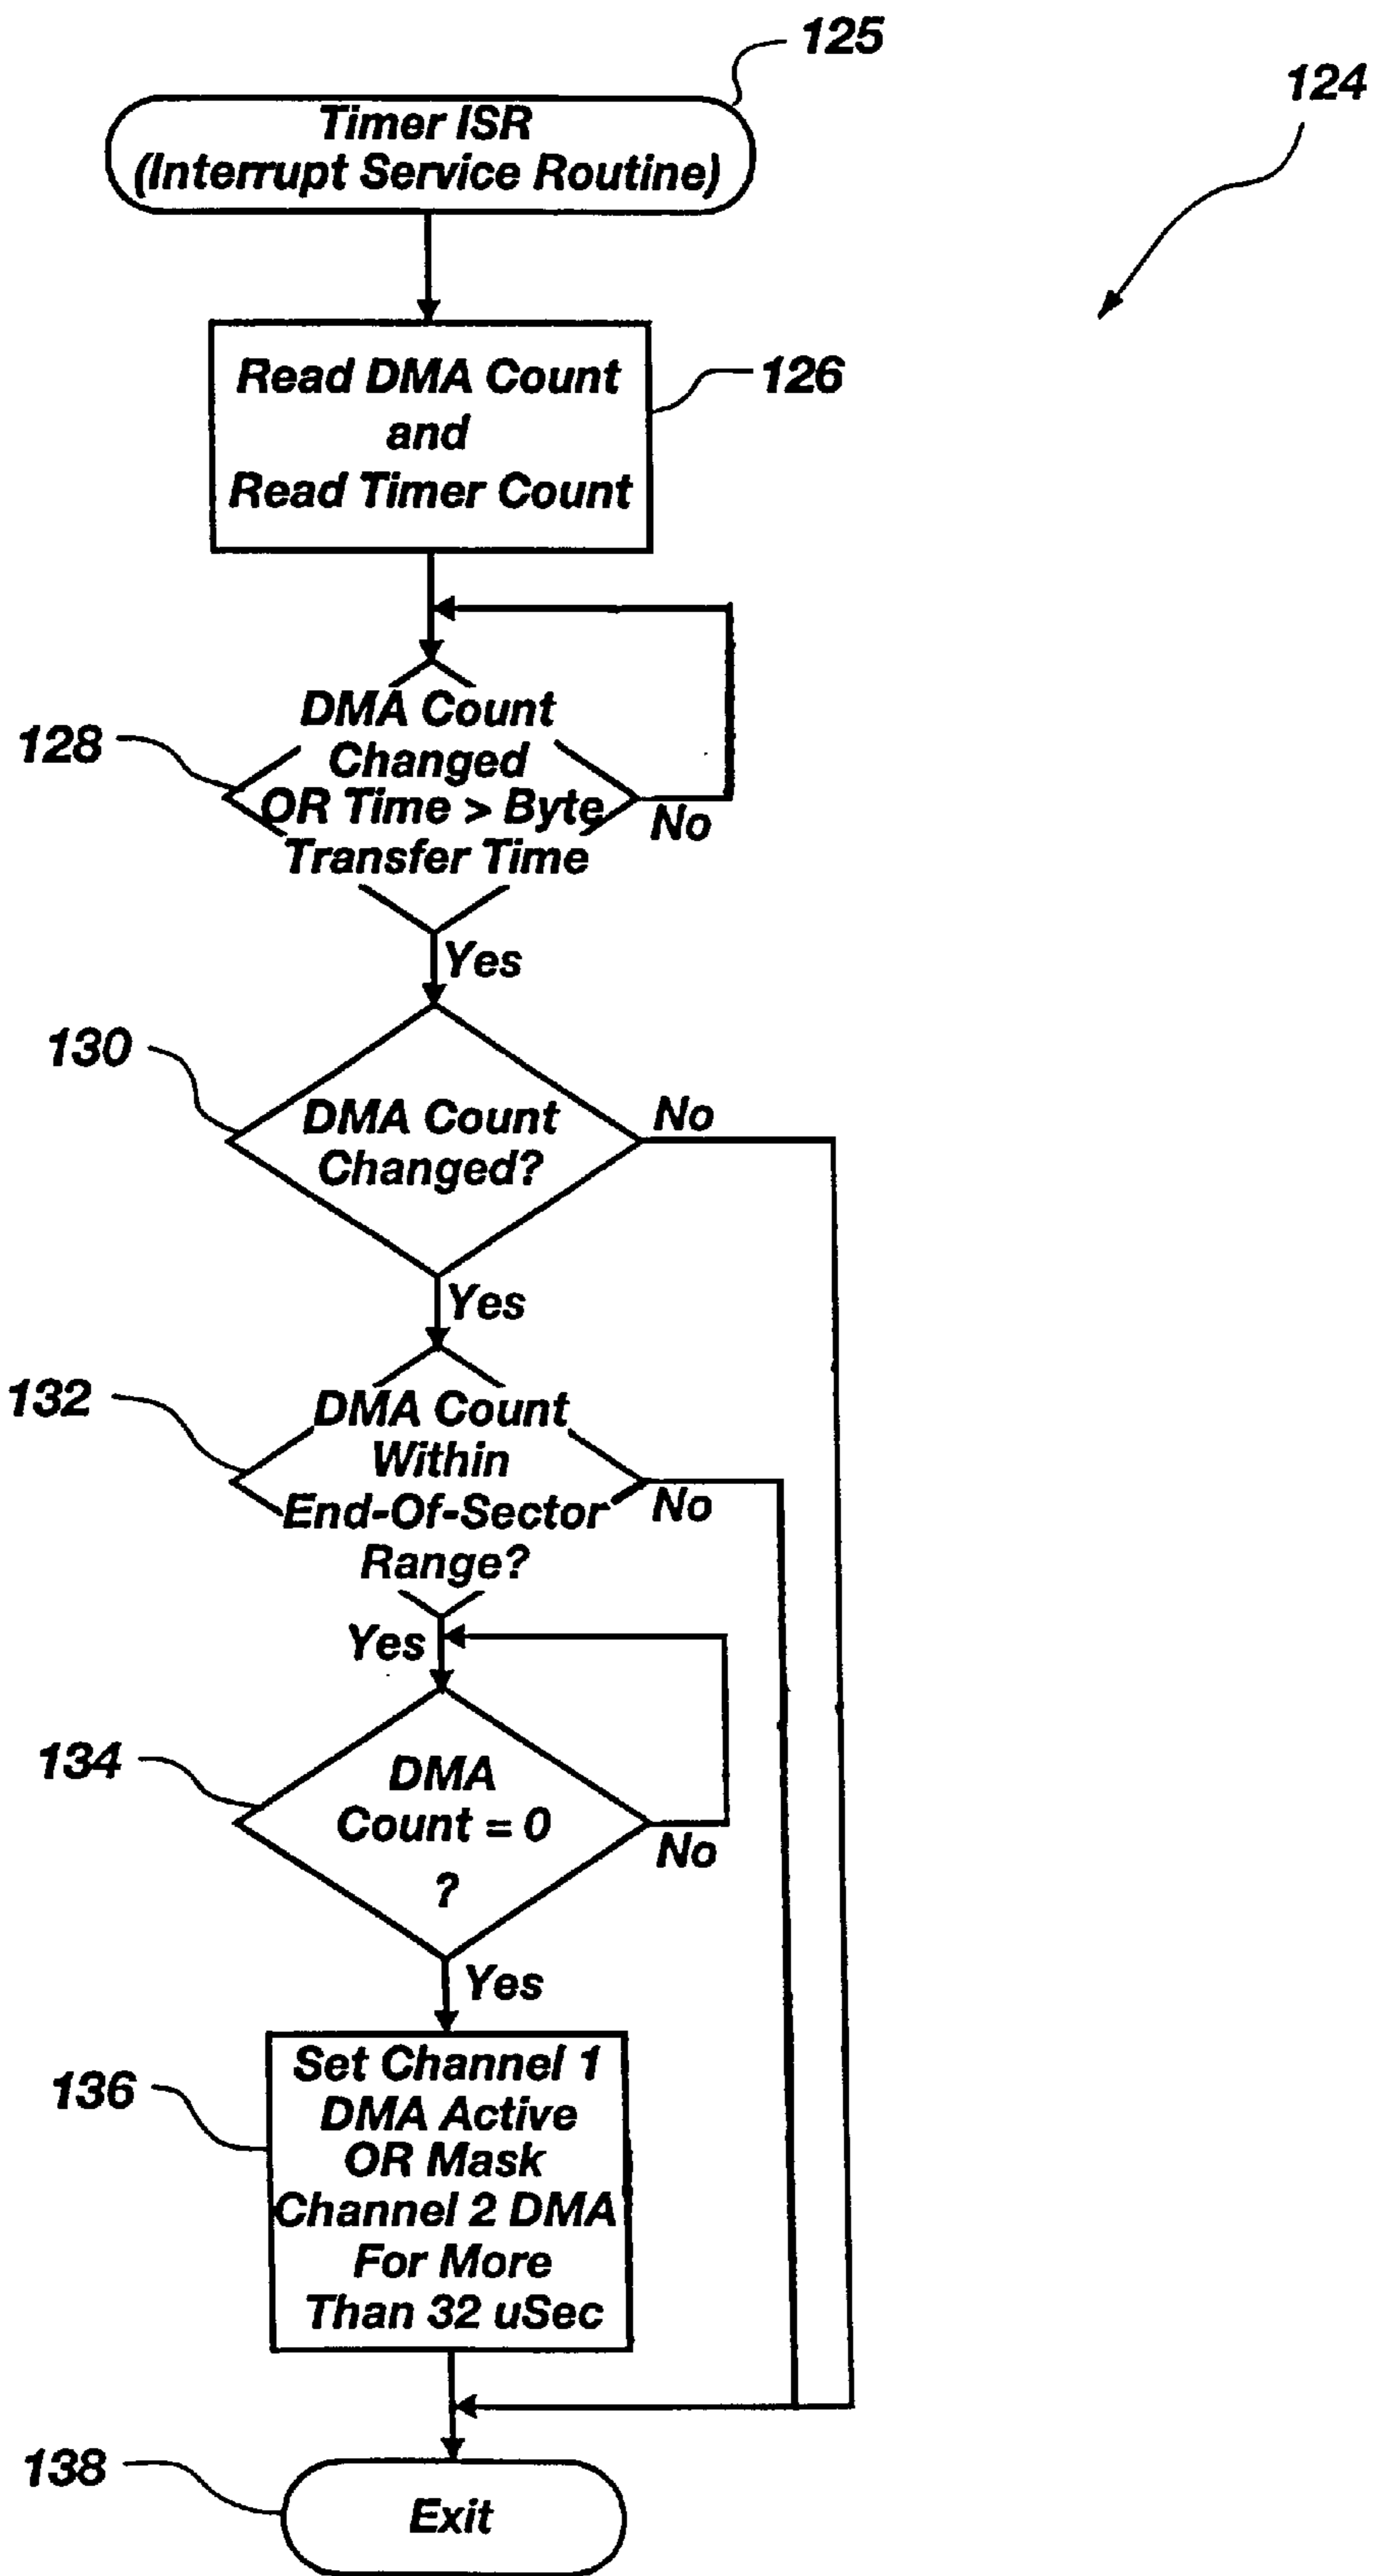 125
124
Timer ISR
(Interrupt Service Routine)
Read DMA Count
and
Read Timer Count
126
DMA Count
Changed
OR Time > Byte
Transfer Time
128
No
Yes
130
DMA Count
Changed?
No
Yes
132
DMA Count
Within
End-Of-Sector
Range?
No
Yes
134
DMA
Count = 0
?
No
Yes
136
Set Channel 1
DMA Active
OR Mask
Channel 2 DMA
For More
Than 32 uSec
138
Exit